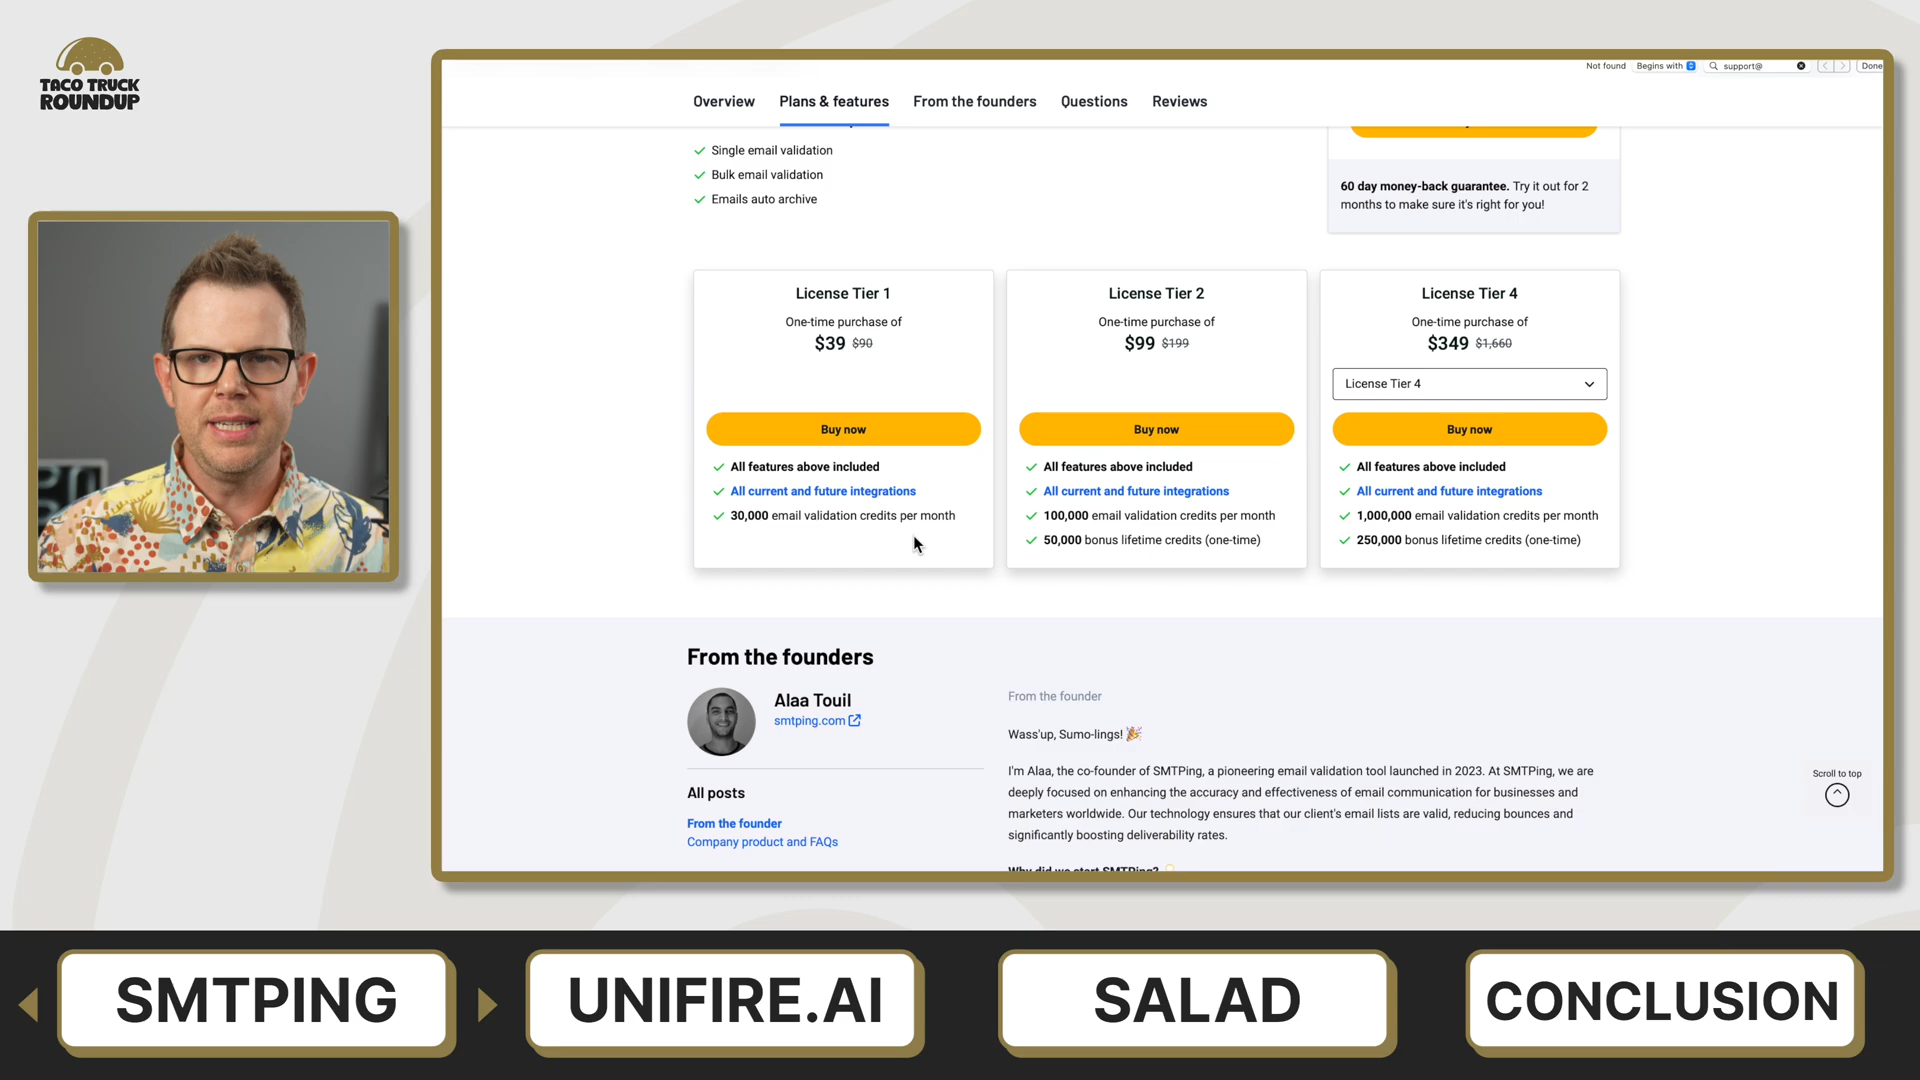 TACO TRUCK
ROUNDUP
Not found
Begins with
support@
Done
Overview
Plans & features
From the founders
Questions
Reviews
Single email validation
Bulk email validation
Emails auto archive
60 day money-back guarantee. Try it out for 2
months to make sure it's right for you!
License Tier 1
One-time purchase of
$39 $90
Buy now
All features above included
All current and future integrations
30,000 email validation credits per month
License Tier 2
One-time purchase of
$99 $199
Buy now
All features above included
All current and future integrations
100,000 email validation credits per month
50,000 bonus lifetime credits (one-time)
License Tier 4
One-time purchase of
$349 $1,660
License Tier 4
Buy now
All features above included
All current and future integrations
1,000,000 email validation credits per month
250,000 bonus lifetime credits (one-time)
From the founders
Alaa Touil
smtping.com
All posts
From the founder
Company product and FAQs
From the founder
Wass'up, Sumo-lings! 🎉
I'm Alaa, the co-founder of SMTPing, a pioneering email validation tool launched in 2023. At SMTPing, we are
deeply focused on enhancing the accuracy and effectiveness of email communication for businesses and
marketers worldwide. Our technology ensures that our client's email lists are valid, reducing bounces and
significantly boosting deliverability rates.
Why did we start SMTPing?
Scroll to top
SMTPING
UNIFIRE.AI
SALAD
CONCLUSION